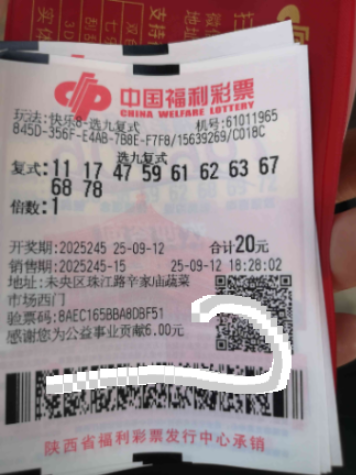 中国福利彩票
CHINA WELFARE LOTTERY
玩法:快乐8-选九复式 机号:61011965
845D-356F-E4AB-7B8E-F7F8/15639269/C018C
选九复式
复式:11 17 47 59 61 62 63 67
68 78
倍数:1
开奖期:2025245 25-09-12 合计20元
销售期:2025245-15 25-09-12 18:28:02
地址:未央区珠江路辛家庙蔬菜
市场西门
验票码:8AEC165BBA8DBF51
感谢您为公益事业贡献6.00元
陕西省福利彩票发行中心承销